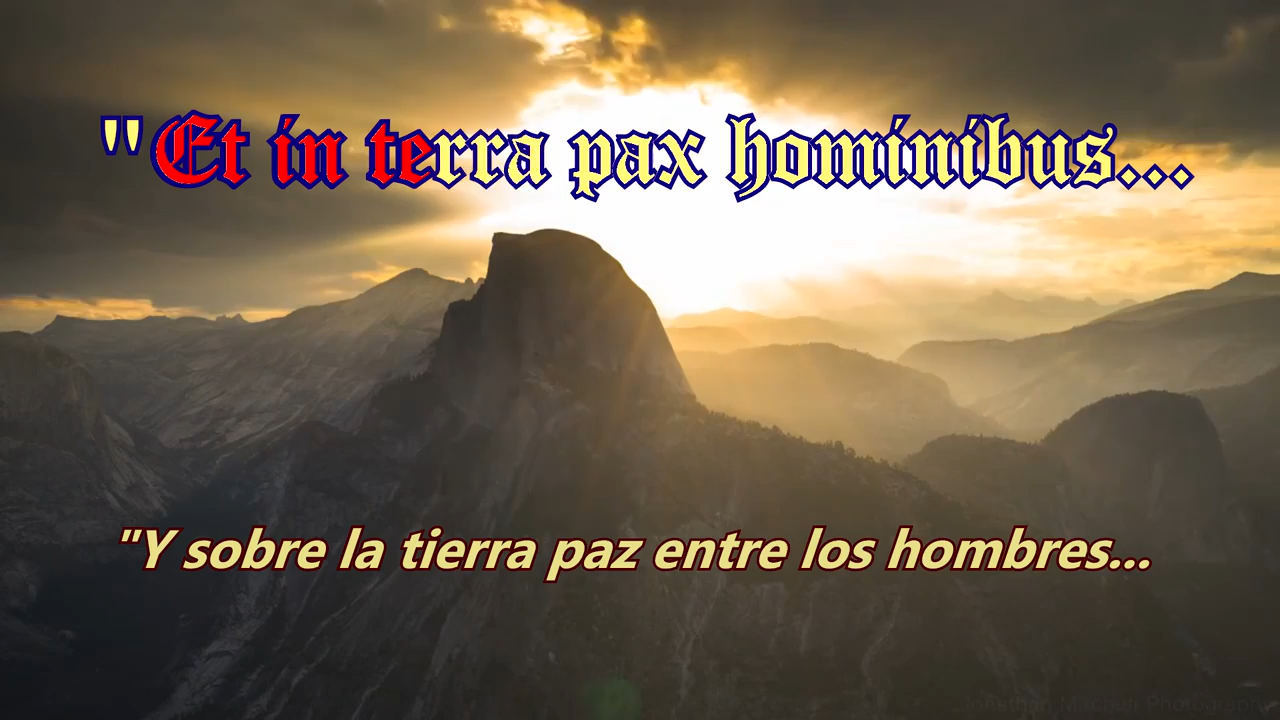 "Et in terra pax hominibus...
"Y sobre la tierra paz entre los hombres...